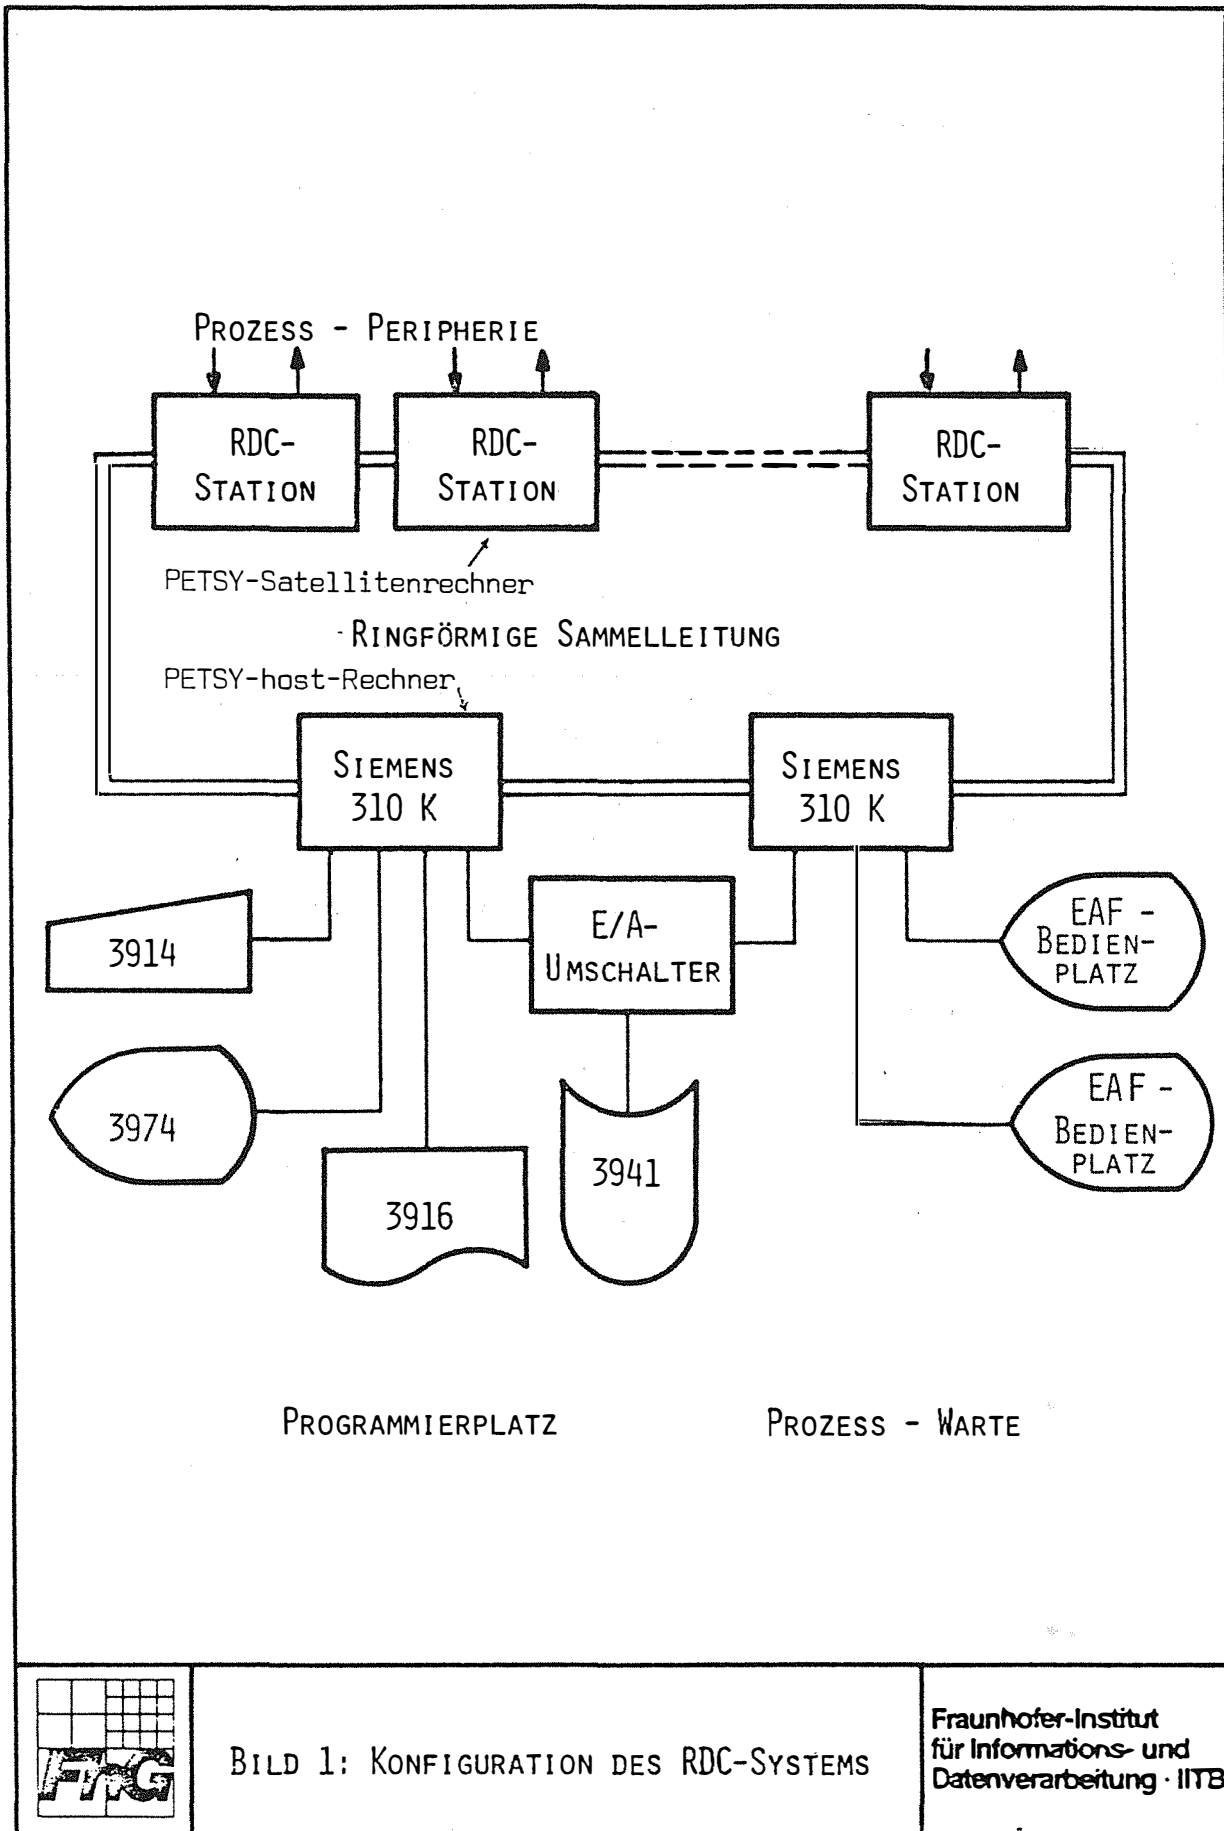 PROZESS - PERIPHERIE
RDC-
STATION
RDC-
STATION
RDC-
STATION
PETSY-Satellitenrechner
RINGFÖRMIGE SAMMELLEITUNG
PETSY-host-Rechner
SIEMENS
310 K
SIEMENS
310 K
3914
E/A-
UMSCHALTER
EAF -
BEDIEN-
PLATZ
3974
3916
3941
EAF -
BEDIEN-
PLATZ
PROGRAMMIERPLATZ
PROZESS - WARTE
FhG
BILD 1: KONFIGURATION DES RDC-SYSTEMS
Fraunhofer-Institut
für Informations- und
Datenverarbeitung · IITB